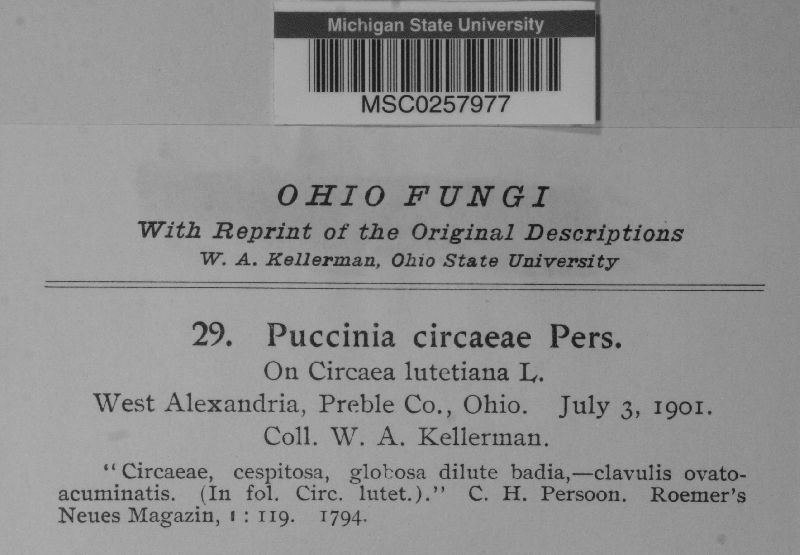 Michigan State University
MSC0257977
OHIO FUNGI
With Reprint of the Original Descriptions
W. A. Kellerman, Ohio State University
29. Puccinia circaeae Pers.
On Circaea lutetiana L.
West Alexandria, Preble Co., Ohio. July 3, 1901.
Coll. W. A. Kellerman.
"Circaeae, cespitosa, globosa dilute badia,—clavulis ovato-
acuminatis. (In fol. Circ. lutet.)." C. H. Persoon. Roemer's
Neues Magazin, 1 : 119. 1794.